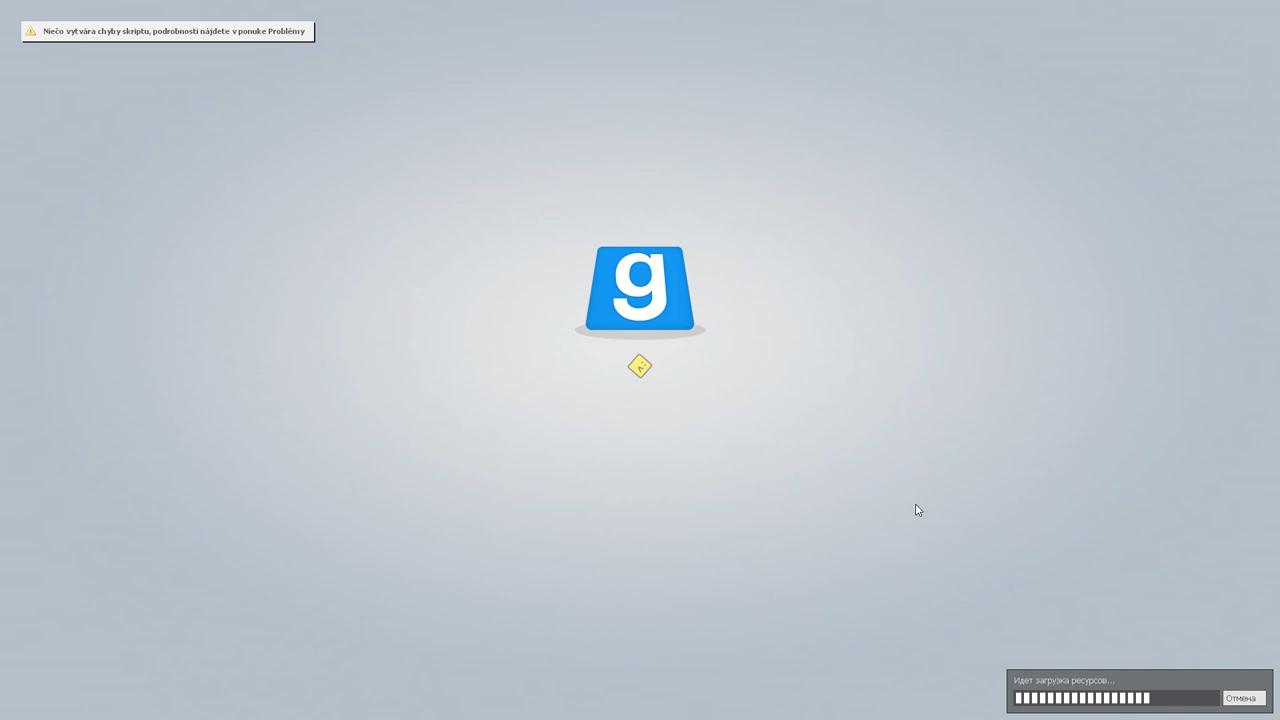 Niečo vytvára chyby skriptu, podrobnosti nájdete v ponuke Problémy
g
Идет загрузка ресурсов...
Отмена